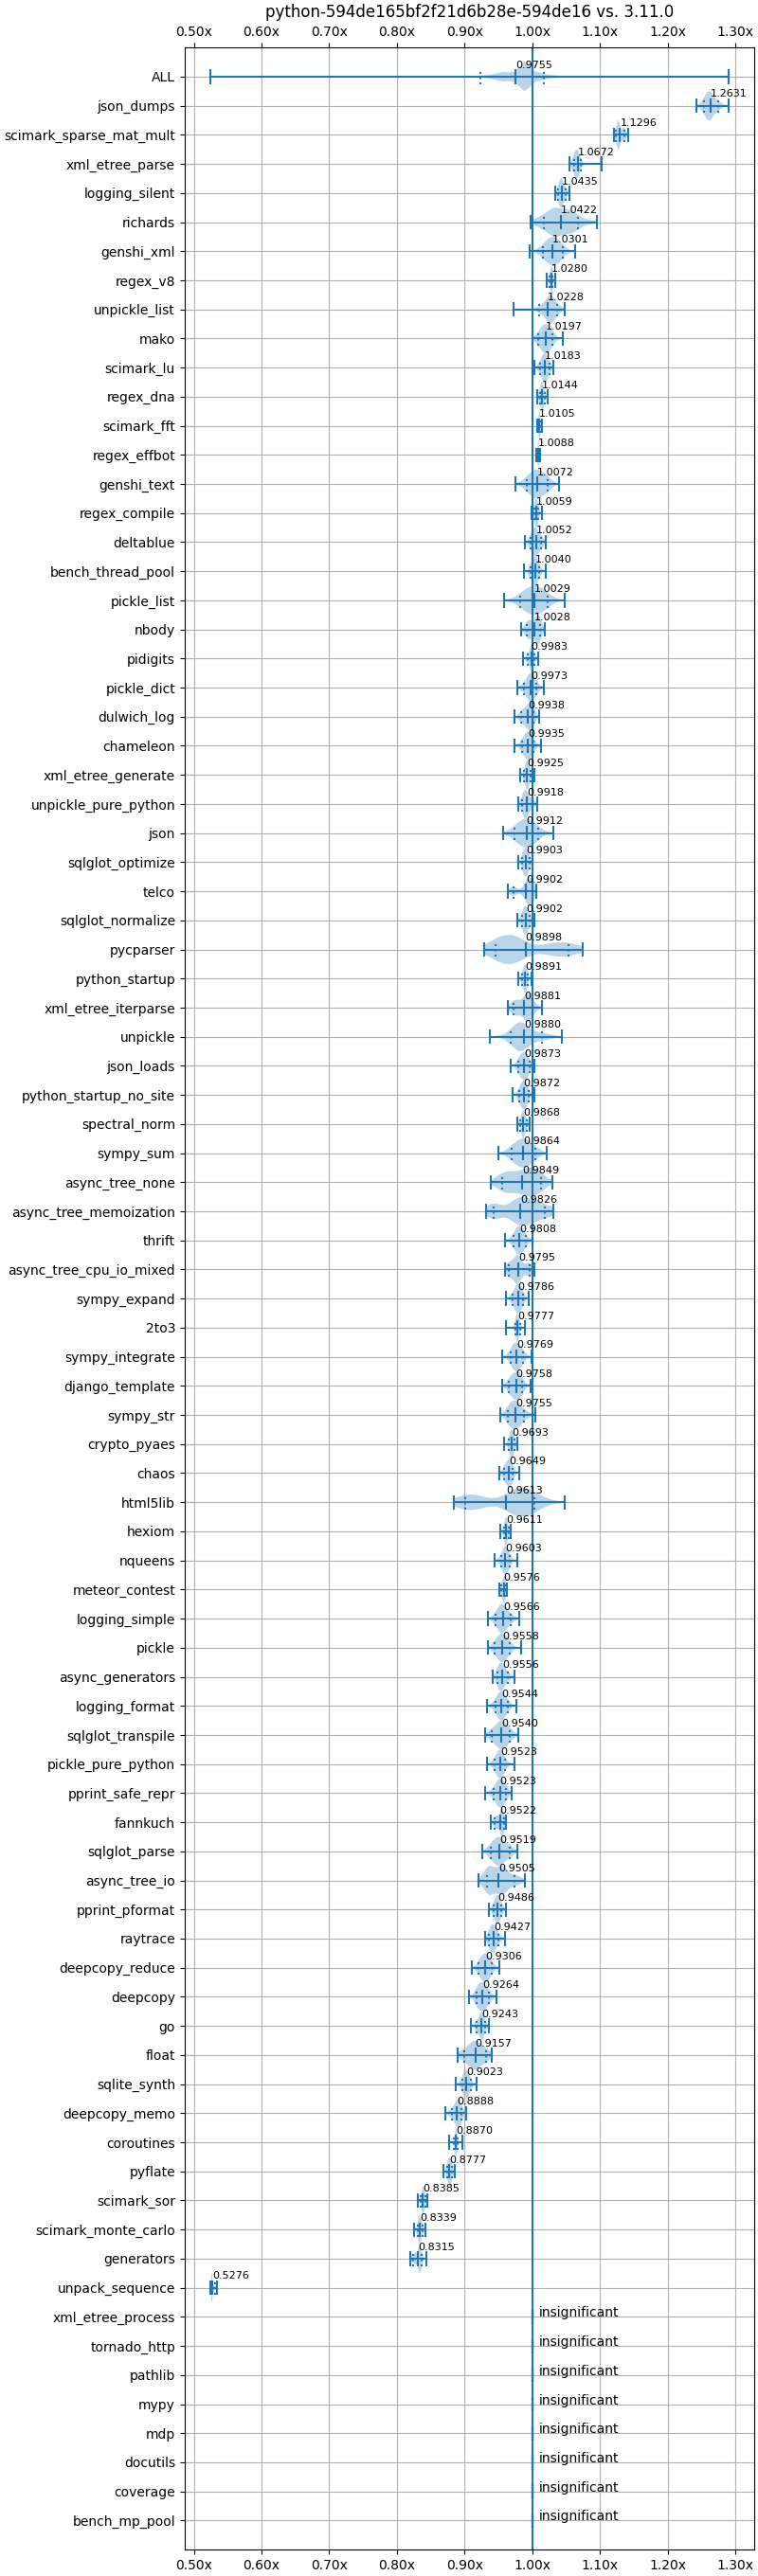 python-594de165bf2f21d6b28e-594de16 vs. 3.11.0
0.50x 0.60x 0.70x 0.80x 0.90x 1.00x 1.10x 1.20x 1.30x
ALL 0.9755
json_dumps 1.2631
scimark_sparse_mat_mult 1.1296
xml_etree_parse 1.0672
logging_silent 1.0435
richards 1.0422
genshi_xml 1.0301
regex_v8 1.0280
unpickle_list 1.0228
mako 1.0197
scimark_lu 1.0183
regex_dna 1.0144
scimark_fft 1.0105
regex_effbot 1.0088
genshi_text 1.0072
regex_compile 1.0059
deltablue 1.0052
bench_thread_pool 1.0040
pickle_list 1.0029
nbody 1.0028
pidigits 0.9983
pickle_dict 0.9973
dulwich_log 0.9938
chameleon 0.9935
xml_etree_generate 0.9925
unpickle_pure_python 0.9918
json 0.9912
sqlglot_optimize 0.9903
telco 0.9902
sqlglot_normalize 0.9902
pycparser 0.9898
python_startup 0.9891
xml_etree_iterparse 0.9881
unpickle 0.9880
json_loads 0.9873
python_startup_no_site 0.9872
spectral_norm 0.9868
sympy_sum 0.9864
async_tree_none 0.9849
async_tree_memoization 0.9826
thrift 0.9808
async_tree_cpu_io_mixed 0.9795
sympy_expand 0.9786
2to3 0.9777
sympy_integrate 0.9769
django_template 0.9758
sympy_str 0.9755
crypto_pyaes 0.9693
chaos 0.9649
html5lib 0.9613
hexiom 0.9611
nqueens 0.9603
meteor_contest 0.9576
logging_simple 0.9566
pickle 0.9558
async_generators 0.9556
logging_format 0.9544
sqlglot_transpile 0.9540
pickle_pure_python 0.9523
pprint_safe_repr 0.9523
fannkuch 0.9522
sqlglot_parse 0.9519
async_tree_io 0.9505
pprint_pformat 0.9486
raytrace 0.9427
deepcopy_reduce 0.9306
deepcopy 0.9264
go 0.9243
float 0.9157
sqlite_synth 0.9023
deepcopy_memo 0.8888
coroutines 0.8870
pyflate 0.8777
scimark_sor 0.8385
scimark_monte_carlo 0.8339
generators 0.8315
unpack_sequence 0.5276
xml_etree_process insignificant
tornado_http insignificant
pathlib insignificant
mypy insignificant
mdp insignificant
docutils insignificant
coverage insignificant
bench_mp_pool insignificant
0.50x 0.60x 0.70x 0.80x 0.90x 1.00x 1.10x 1.20x 1.30x